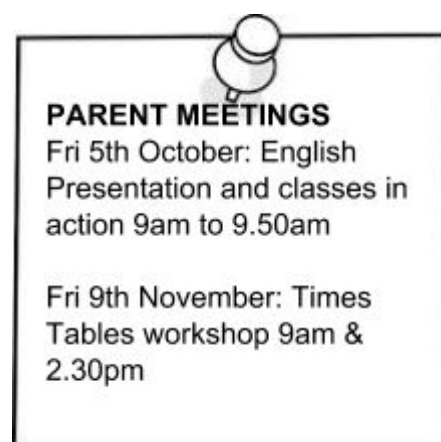 PARENT MEETINGS
Fri 5th October: English
Presentation and classes in
action 9am to 9.50am
Fri 9th November: Times
Tables workshop 9am &
2.30pm